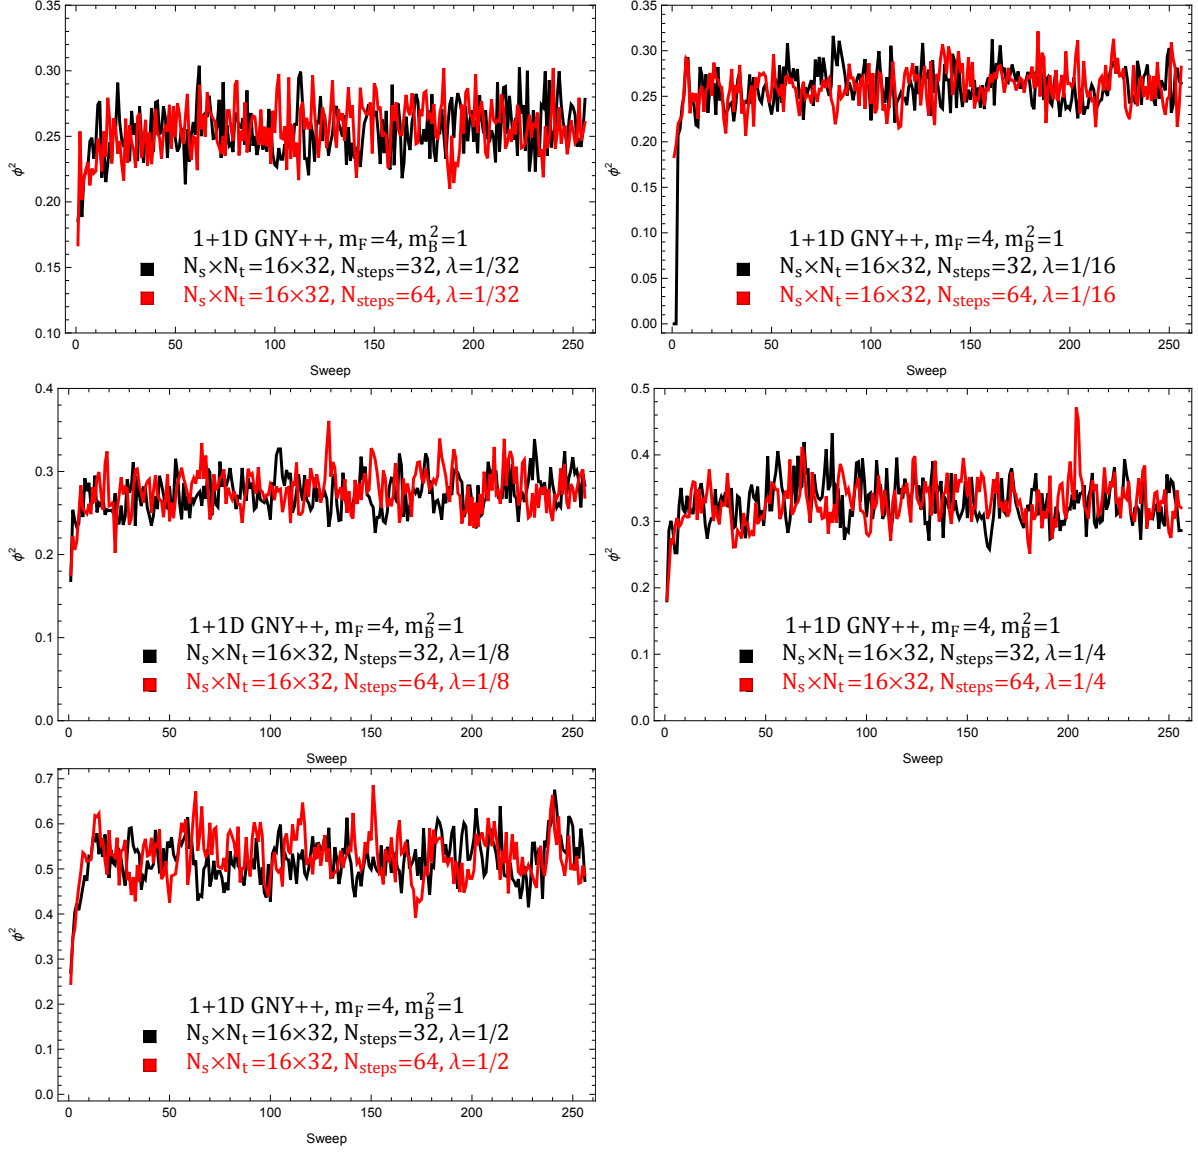 0.35
0.30
0.25
0.20
0.15
0.10
ϕ²
0 50 100 150 200 250
Sweep
1+1D GNY++, m_F=4, m_B²=1
N_s×N_t=16×32, N_steps=32, λ=1/32
N_s×N_t=16×32, N_steps=64, λ=1/32
0.35
0.30
0.25
0.20
0.15
0.10
0.05
0.00
ϕ²
0 50 100 150 200 250
Sweep
1+1D GNY++, m_F=4, m_B²=1
N_s×N_t=16×32, N_steps=32, λ=1/16
N_s×N_t=16×32, N_steps=64, λ=1/16
0.4
0.3
0.2
0.1
0.0
ϕ²
0 50 100 150 200 250
Sweep
1+1D GNY++, m_F=4, m_B²=1
N_s×N_t=16×32, N_steps=32, λ=1/8
N_s×N_t=16×32, N_steps=64, λ=1/8
0.5
0.4
0.3
0.2
0.1
0.0
ϕ²
0 50 100 150 200 250
Sweep
1+1D GNY++, m_F=4, m_B²=1
N_s×N_t=16×32, N_steps=32, λ=1/4
N_s×N_t=16×32, N_steps=64, λ=1/4
0.7
0.6
0.5
0.4
0.3
0.2
0.1
0.0
ϕ²
0 50 100 150 200 250
Sweep
1+1D GNY++, m_F=4, m_B²=1
N_s×N_t=16×32, N_steps=32, λ=1/2
N_s×N_t=16×32, N_steps=64, λ=1/2